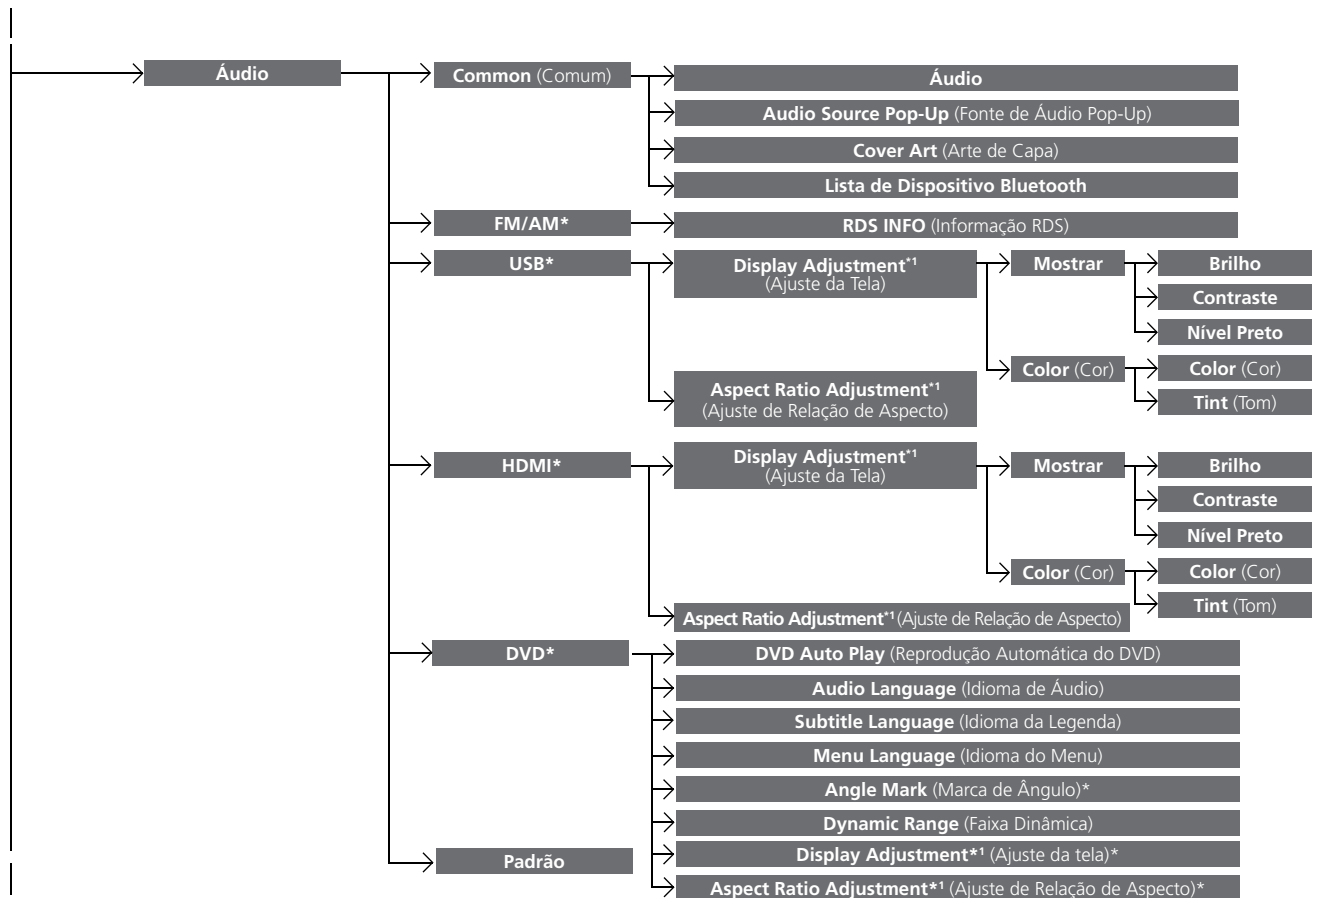 Áudio
Common (Comum)
Áudio
Audio Source Pop-Up (Fonte de Áudio Pop-Up)
Cover Art (Arte de Capa)
Lista de Dispositivo Bluetooth
FM/AM*
RDS INFO (Informação RDS)
USB*
Display Adjustment*1
(Ajuste da Tela)
Mostrar
Brilho
Contraste
Nível Preto
Color (Cor)
Color (Cor)
Tint (Tom)
Aspect Ratio Adjustment*1
(Ajuste de Relação de Aspecto)
HDMI*
Display Adjustment*1
(Ajuste da Tela)
Mostrar
Brilho
Contraste
Nível Preto
Color (Cor)
Color (Cor)
Tint (Tom)
Aspect Ratio Adjustment*1 (Ajuste de Relação de Aspecto)
DVD*
DVD Auto Play (Reprodução Automática do DVD)
Audio Language (Idioma de Áudio)
Subtitle Language (Idioma da Legenda)
Menu Language (Idioma do Menu)
Angle Mark (Marca de Ângulo)*
Dynamic Range (Faixa Dinâmica)
Display Adjustment*1 (Ajuste da tela)*
Aspect Ratio Adjustment*1 (Ajuste de Relação de Aspecto)*
Padrão